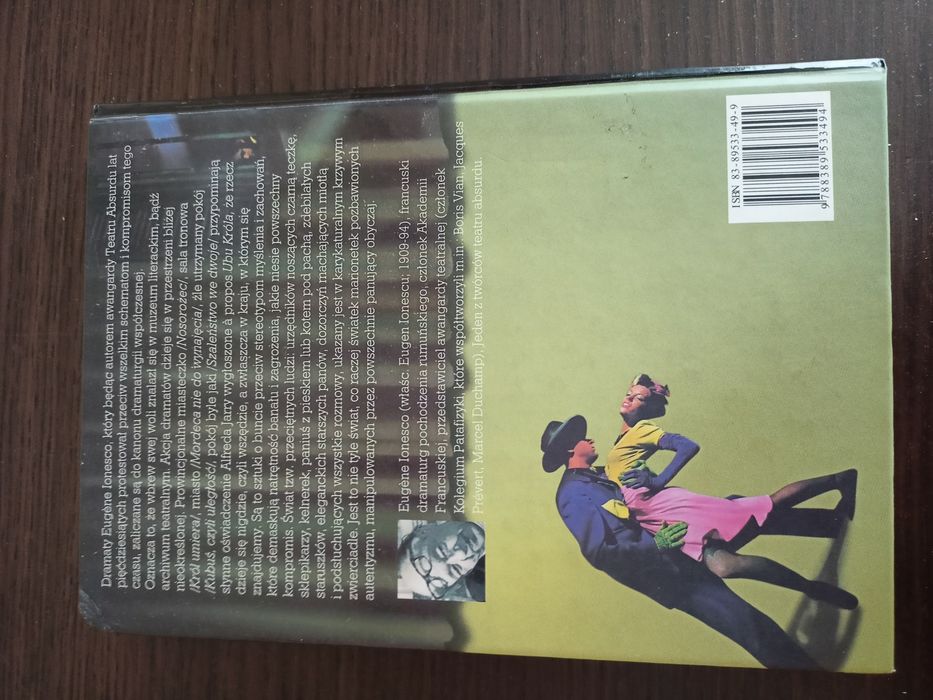 Dramaty Eugène Ionesco, który będąc autorem awangardy Teatru Absurdu lat
pięćdziesiątych protestował przeciw wszelkim schematom i kompromisom tego
czasu, zaliczane są do kanonu dramaturgii współczesnej.
Oznacza to, że wbrew swej woli znalazł się w muzeum literackim, bądź
archiwum teatralnym. Akcja dramatów dzieje się w przestrzeni bliżej
nieokreślonej. Prowincjonalne miasteczko /Nosorożec/, sala tronowa
/Król umiera/, miasto /Mordeca nie do wynajęcia/, źle utrzymany pokój
/Kubuś, czyli uległość/, pokój byle jaki /Szaleństwo we dwoje/ przypominają
słynne oświadczenie Alfreda Jarry wygłoszone à propos Ubu Króla, że rzecz
dzieje się nigdzie, czyli wszędzie, a zwłaszcza w kraju, w którym się
znajdujemy. Są to sztuki o buncie przeciw stereotypom myślenia i zachowań,
które demaskują natrętność banału i zagrożenia, jakie niesie powszechny
kompromis. Świat tzw. przeciętnych ludzi: urzędników noszących czarną teczkę,
sklepikarzy, kelnerek, paniuś z pieskiem lub kotem pod pachą, zdebiałych
staruszków eleganckich starszych panów, dozorczyń machających miotłą
i podsłuchujących wszystkie rozmowy, ukazany jest w karykaturalnym krzywym
zwierciadle. Jest to nie tyle świat, co raczej światek marionetek pozbawionych
autentyzmu, manipulowanych przez powszechnie panujący obyczaj.
Eugène Ionesco (właśc. Eugen Ionescu; 1909-94), francuski
dramaturg pochodzenia rumuńskiego, członek Akademii
Francuskiej, przedstawiciel awangardy teatralnej (członek
Kolegium Patafizyki, które współtworzyli m.in.: Boris Vian, Jacques
Prévert, Marcel Duchamp). Jeden z twórców teatru absurdu.
ISBN 83-89533-49-9
9788389533494